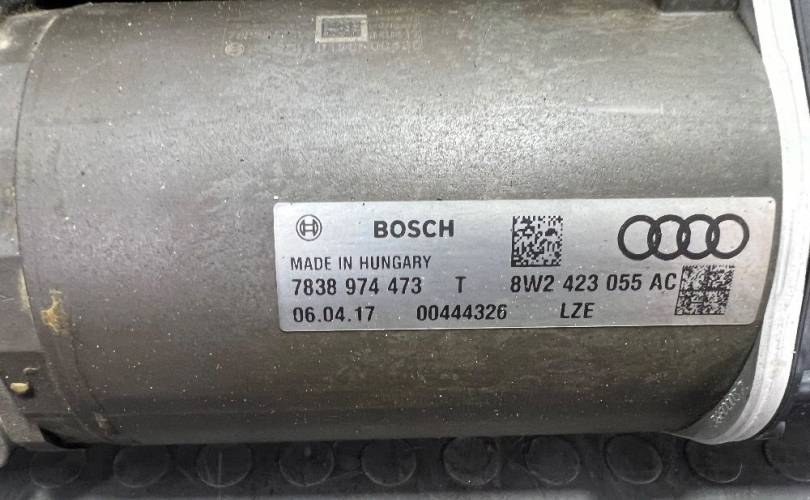 BOSCH
MADE IN HUNGARY
7838 974 473 T 8W2 423 055 AC
06.04.17 00444326 LZE